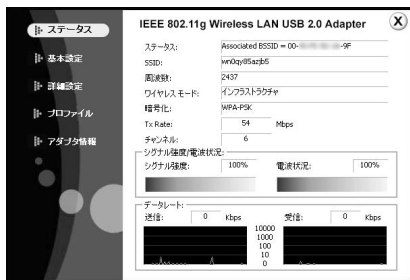 IEEE 802.11g Wireless LAN USB 2.0 Adapter
X
ステータス
基本設定
詳細設定
プロファイル
アダプタ情報
ステータス: Associated BSSID = 00- -9F
SSID: wn0qy85azjb5
周波数: 2437
ワイヤレスモード: インフラストラクチャ
暗号化: WPA-PSK
Tx Rate: 54 Mbps
チャンネル: 6
シグナル強度/電波状況:
シグナル強度: 100% 電波状況: 100%
データレート:
送信: 0 Kbps 受信: 0 Kbps
10000
1000
100
10
0